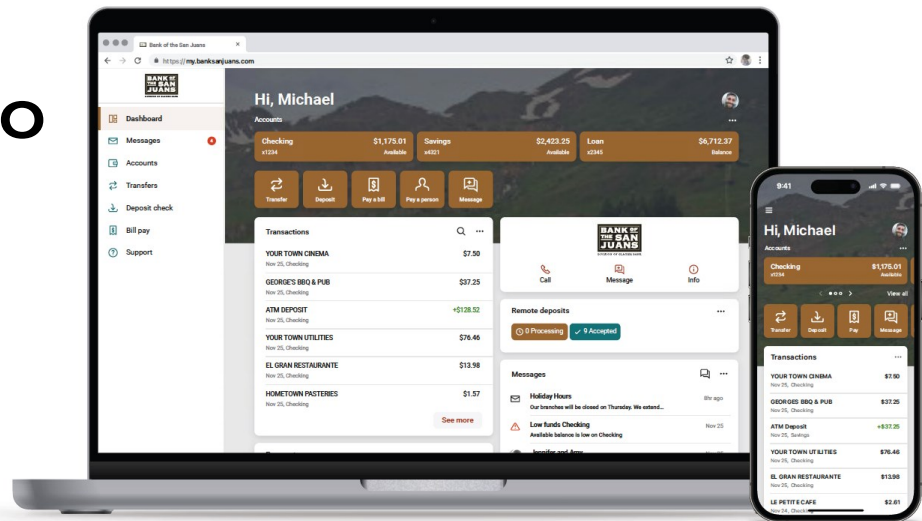 O
Bank of the San Juans
https://my.banksanjuans.com
BANK OF
THE SAN
JUANS
Dashboard
Messages 4
Accounts
Transfers
Deposit check
Bill pay
Support
Hi, Michael
Accounts
Checking $1,175.01
x1234 Available
Savings $2,423.25
x4321 Available
Loan $6,712.37
x2345 Balance
Transfer Deposit Pay a bill Pay a person Message
Transactions
YOUR TOWN CINEMA $7.50
Nov 25, Checking
GEORGE'S BBQ & PUB $37.25
Nov 25, Checking
ATM DEPOSIT +$128.52
Nov 25, Checking
YOUR TOWN UTILITIES $76.46
Nov 25, Checking
EL GRAN RESTAURANTE $13.98
Nov 25, Checking
HOMETOWN PASTERIES $1.57
Nov 25, Checking
See more
BANK OF
THE SAN
JUANS
DIVISION OF GLACIER BANK
Call Message Info
Remote deposits
0 Processing 9 Accepted
Messages
Holiday Hours 8hr ago
Our branches will be closed on Thursday. We extend...
Low funds Checking Nov 25
Available balance is low on Checking
Jennifer and Amy
9:41
Hi, Michael
Accounts
Checking $1,175.01
x1234 Available
View all
Transfer Deposit Pay Message
Transactions
YOUR TOWN CINEMA $7.50
Nov 25, Checking
GEORGES BBQ & PUB $37.25
Nov 25, Checking
ATM Deposit +$37.25
Nov 25, Savings
YOUR TOWN UTILITIES $76.46
Nov 25, Checking
EL GRAN RESTAURANTE $13.98
Nov 25, Checking
LE PETITE CAFE $2.61
Nov 24, Checking